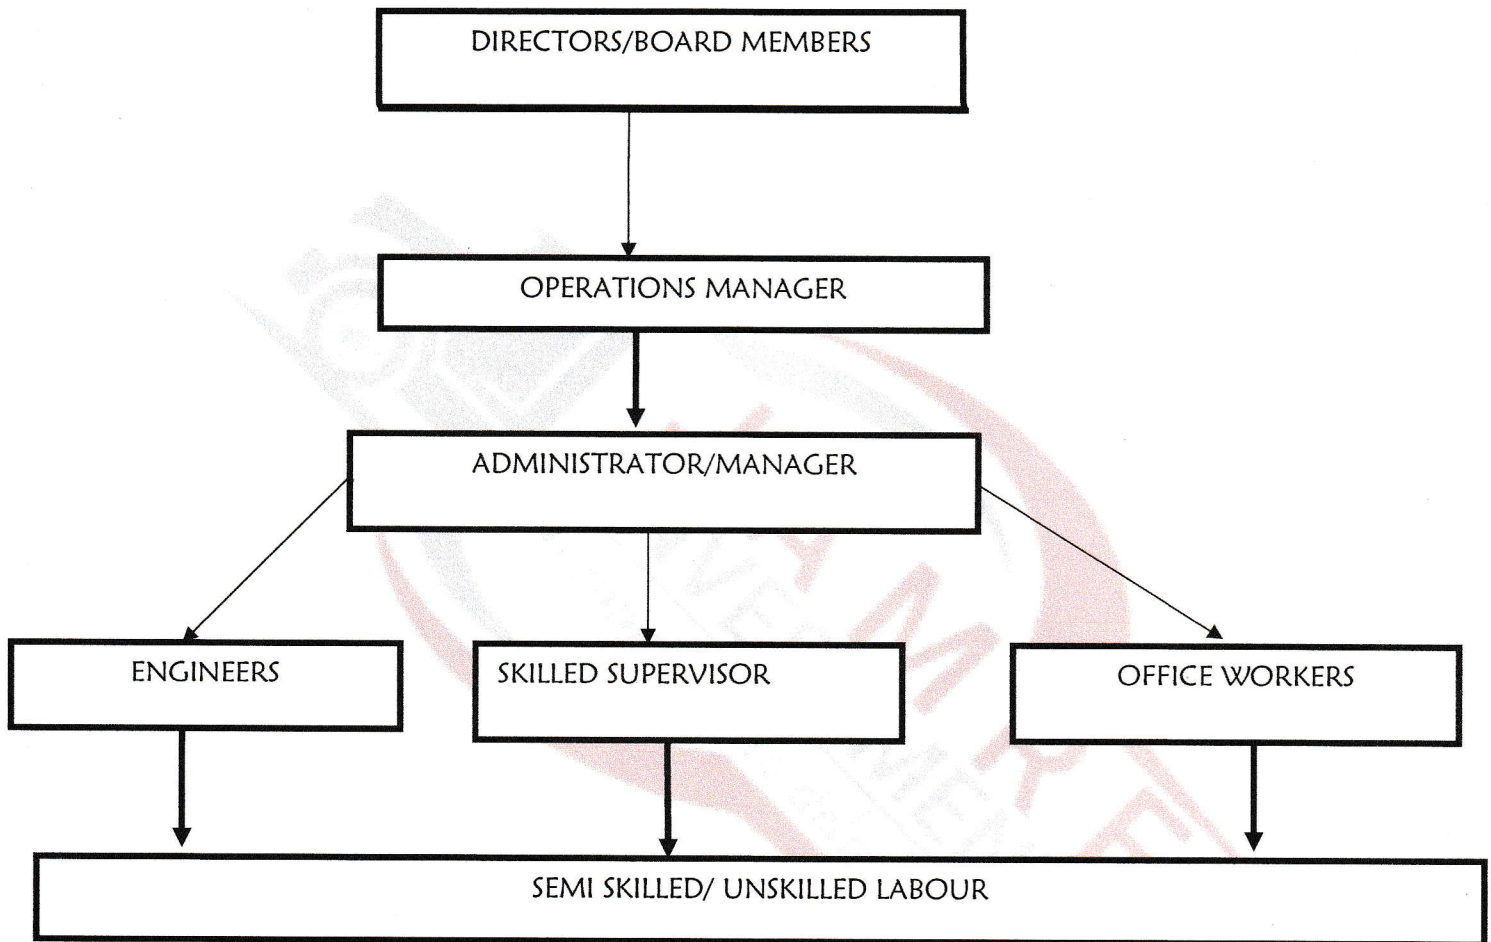 DIRECTORS/BOARD MEMBERS
OPERATIONS MANAGER
ADMINISTRATOR/MANAGER
ENGINEERS
SKILLED SUPERVISOR
OFFICE WORKERS
SEMI SKILLED/ UNSKILLED LABOUR